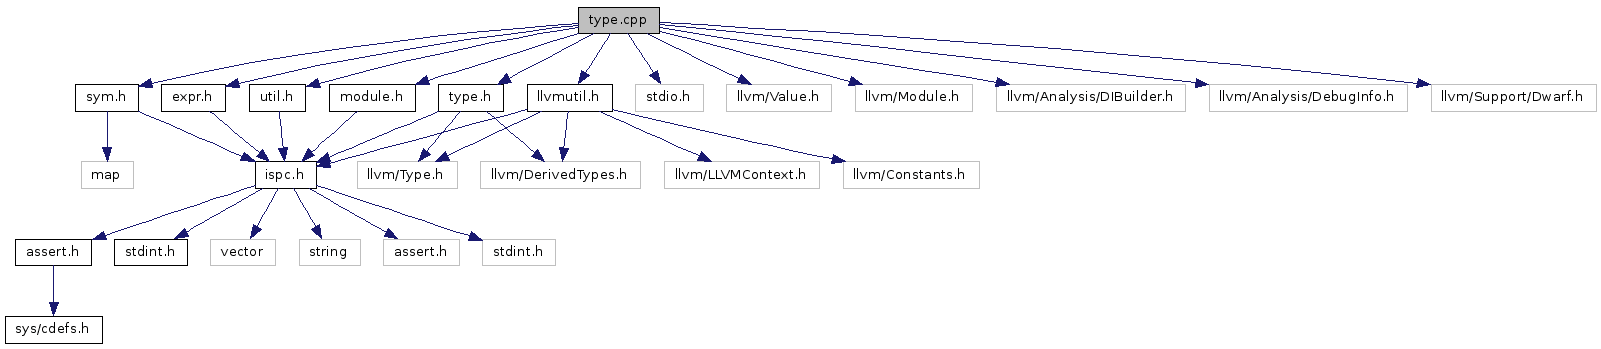 type.cpp
sym.h
expr.h
util.h
module.h
type.h
llvmutil.h
stdio.h
llvm/Value.h
llvm/Module.h
llvm/Analysis/DIBuilder.h
llvm/Analysis/DebugInfo.h
llvm/Support/Dwarf.h
map
ispc.h
llvm/Type.h
llvm/DerivedTypes.h
llvm/LLVMContext.h
llvm/Constants.h
assert.h
stdint.h
vector
string
assert.h
stdint.h
sys/cdefs.h